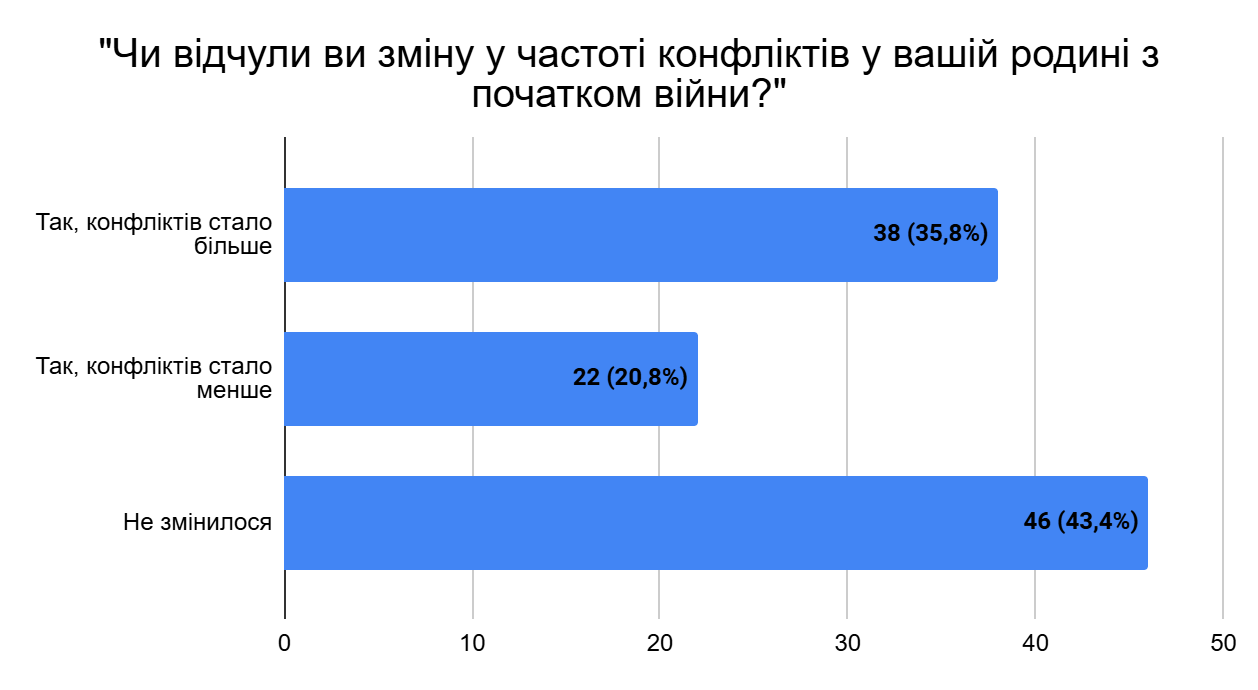 "Чи відчули ви зміну у частоті конфліктів у вашій родині з
початком війни?"
Так, конфліктів стало
більше
38 (35,8%)
Так, конфліктів стало
менше
22 (20,8%)
Не змінилося
46 (43,4%)
0
10
20
30
40
50